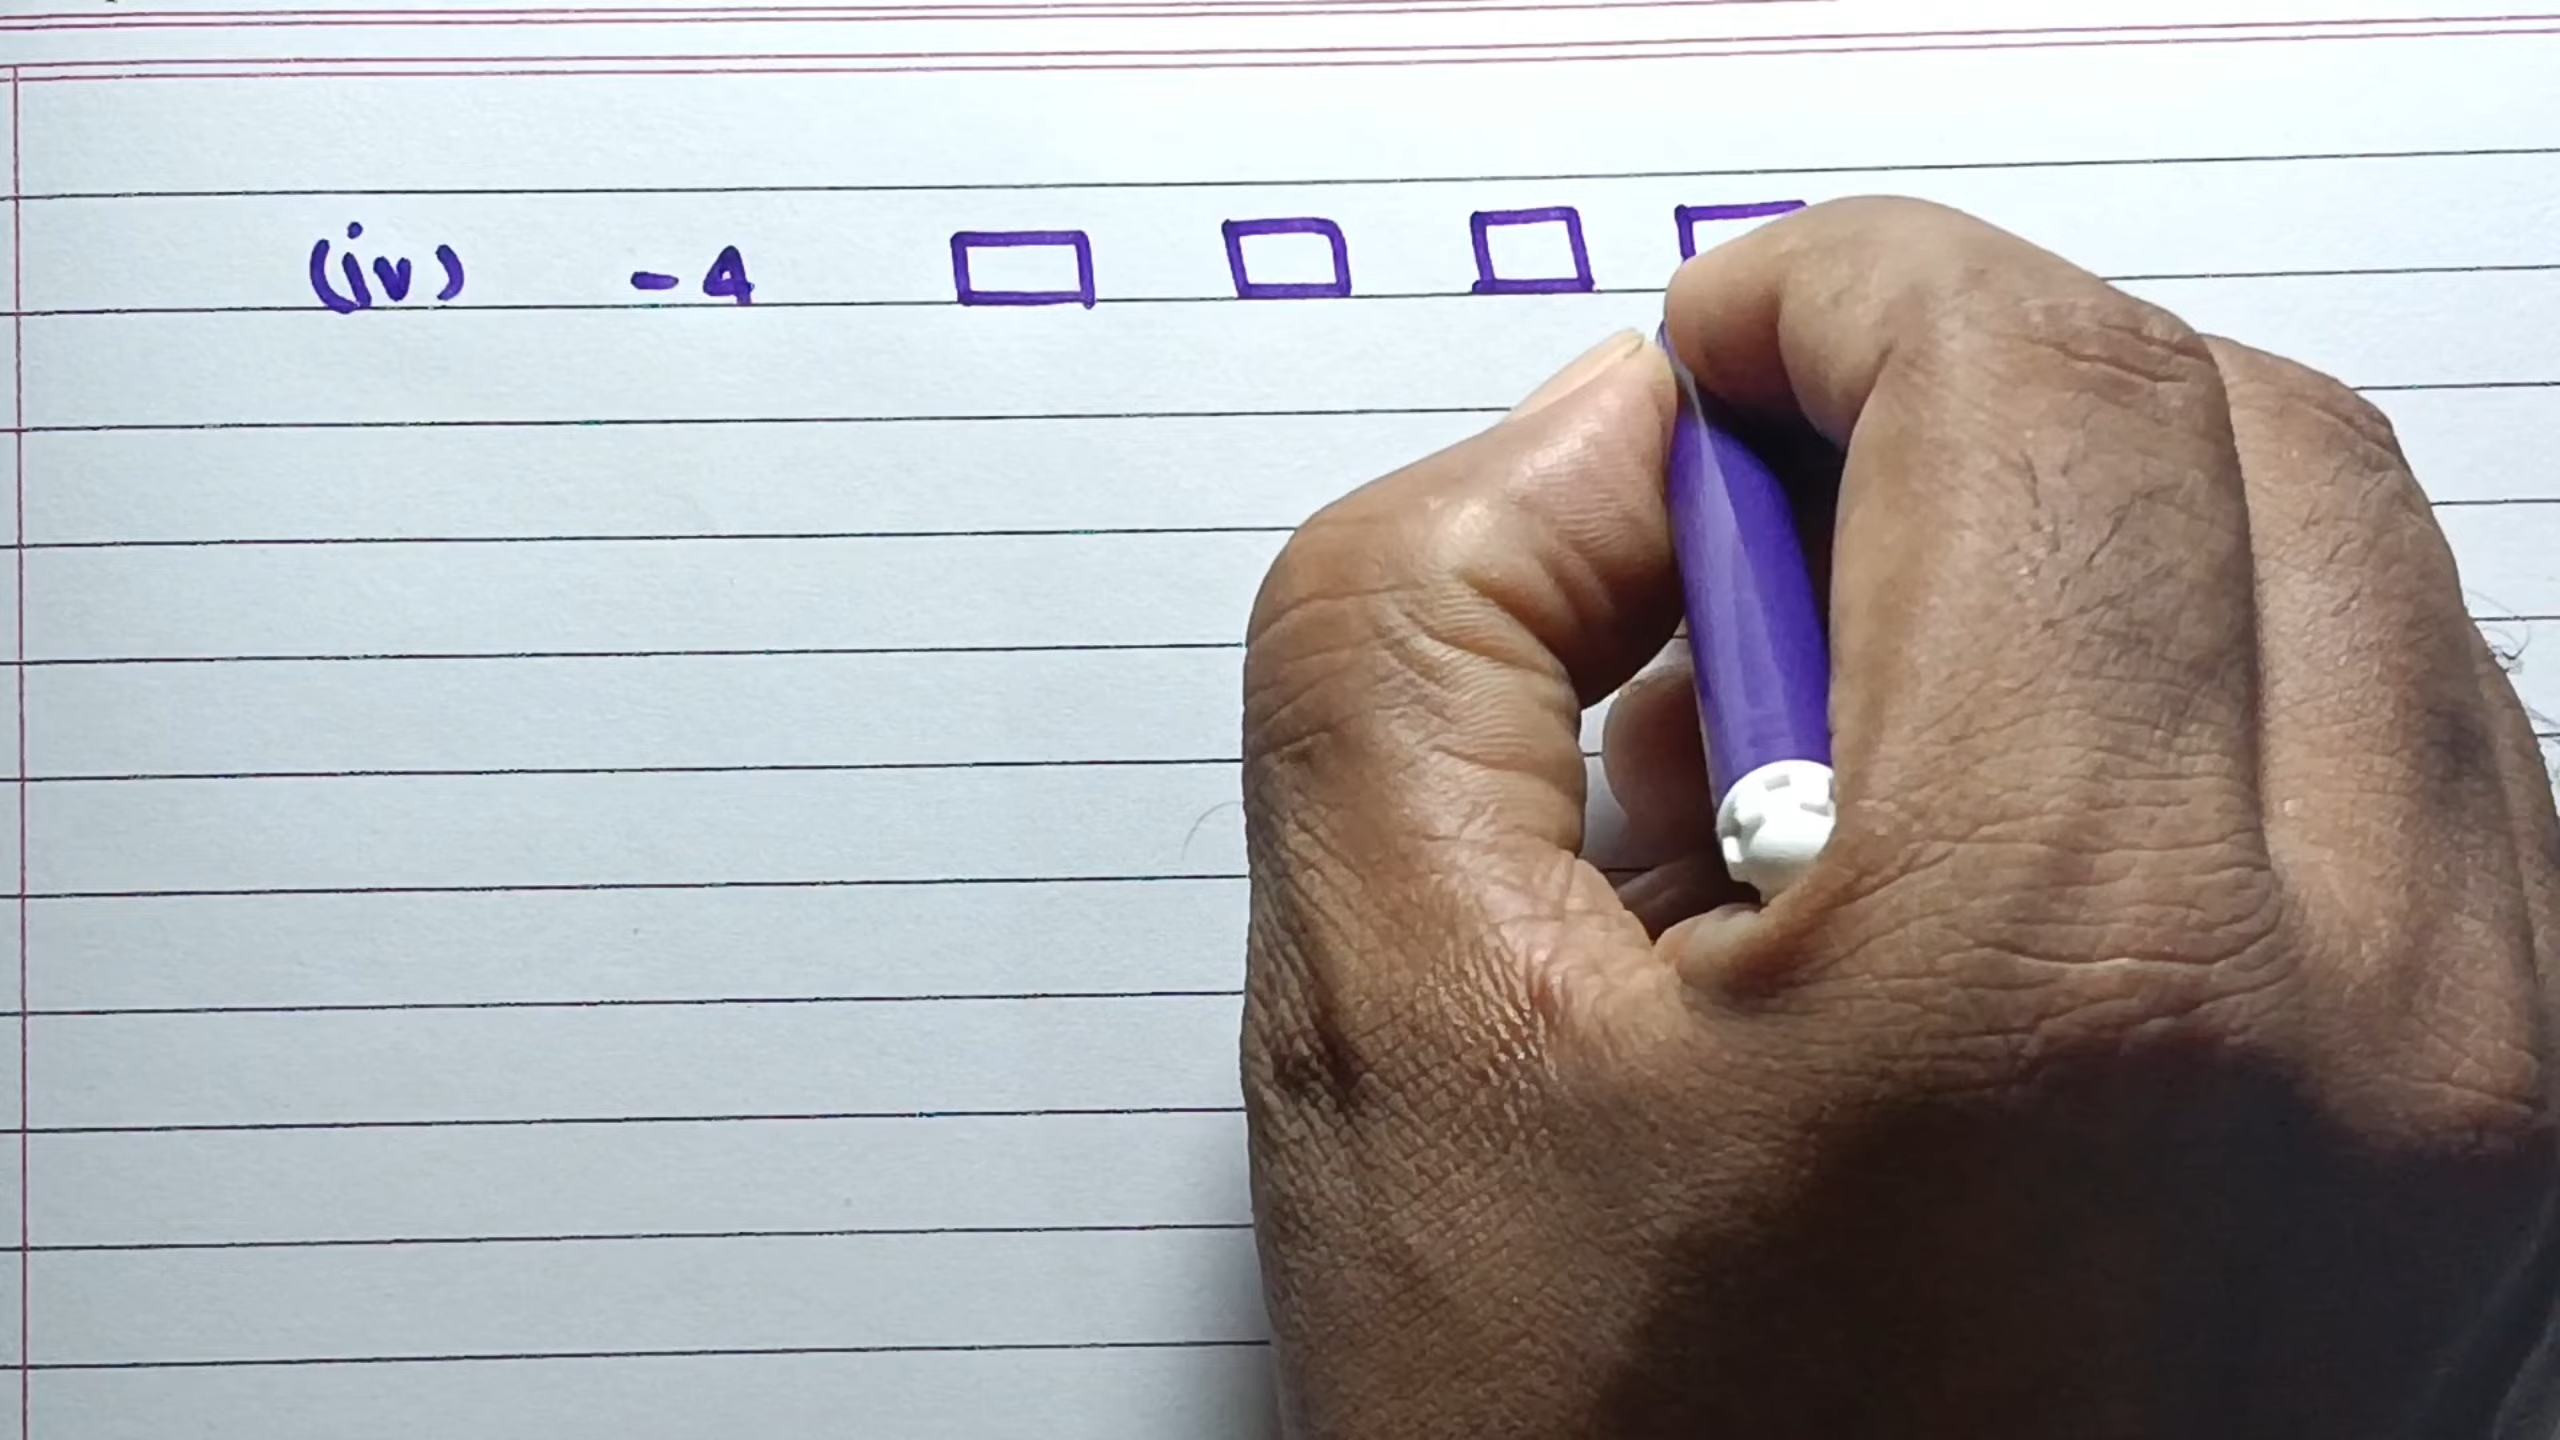 (iv) -4 □ □ □ □